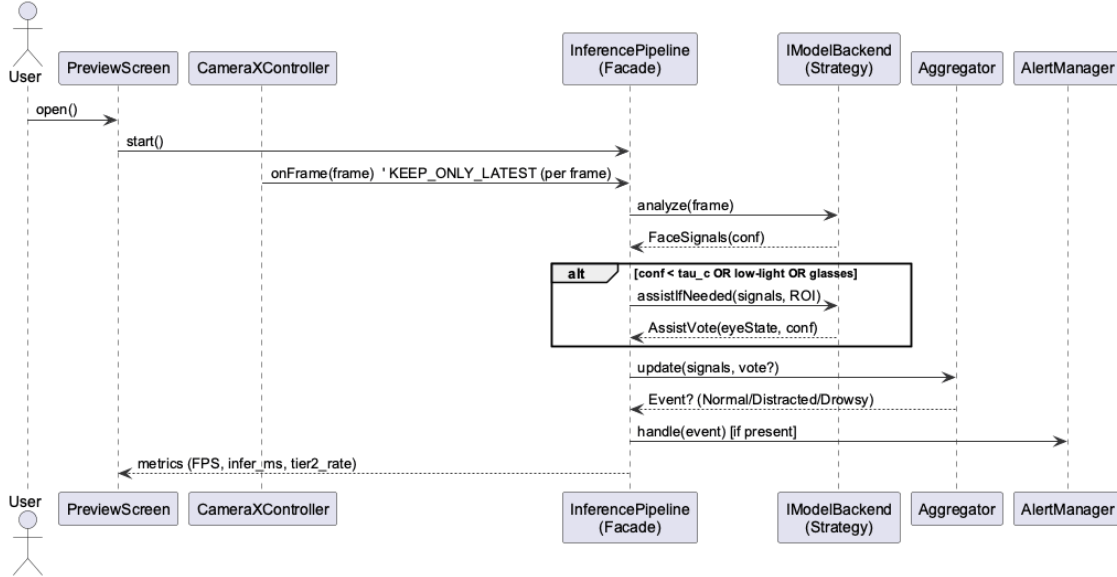 User
PreviewScreen
CameraXController
InferencePipeline
(Facade)
IModelBackend
(Strategy)
Aggregator
AlertManager
open()
start()
onFrame(frame)  ' KEEP_ONLY_LATEST (per frame)
analyze(frame)
FaceSignals(conf)
alt
[conf < tau_c OR low-light OR glasses]
assistIfNeeded(signals, ROI)
AssistVote(eyeState, conf)
update(signals, vote?)
Event? (Normal/Distracted/Drowsy)
handle(event) [if present]
metrics (FPS, infer_ms, tier2_rate)
User
PreviewScreen
CameraXController
InferencePipeline
(Facade)
IModelBackend
(Strategy)
Aggregator
AlertManager